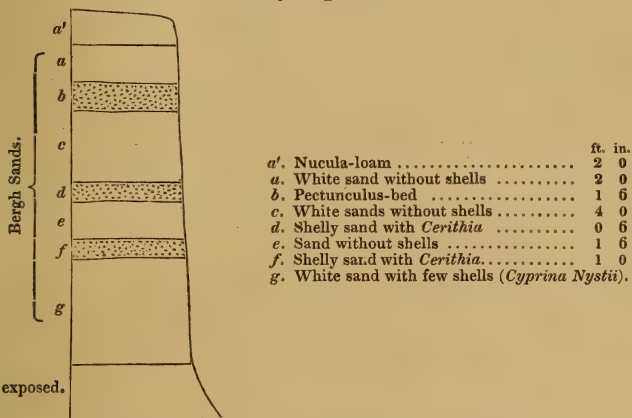 a'
a
b
c
d
e
f
g
Bergh Sands.
exposed.
ft. in.
a'. Nucula-loam ........................ 2 0
a. White sand without shells .......... 2 0
b. Pectunculus-bed .................. 1 6
c. White sands without shells .......... 4 0
d. Shelly sand with Cerithia .......... 0 6
e. Sand without shells ................ 1 6
f. Shelly sand with Cerithia............ 1 0
g. White sand with few shells (Cyprina Nystii).